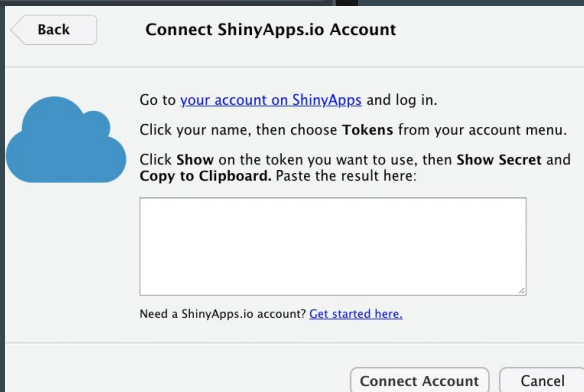 Back
Connect ShinyApps.io Account
Go to your account on ShinyApps and log in.
Click your name, then choose Tokens from your account menu.
Click Show on the token you want to use, then Show Secret and
Copy to Clipboard. Paste the result here:
Need a ShinyApps.io account? Get started here.
Connect Account
Cancel